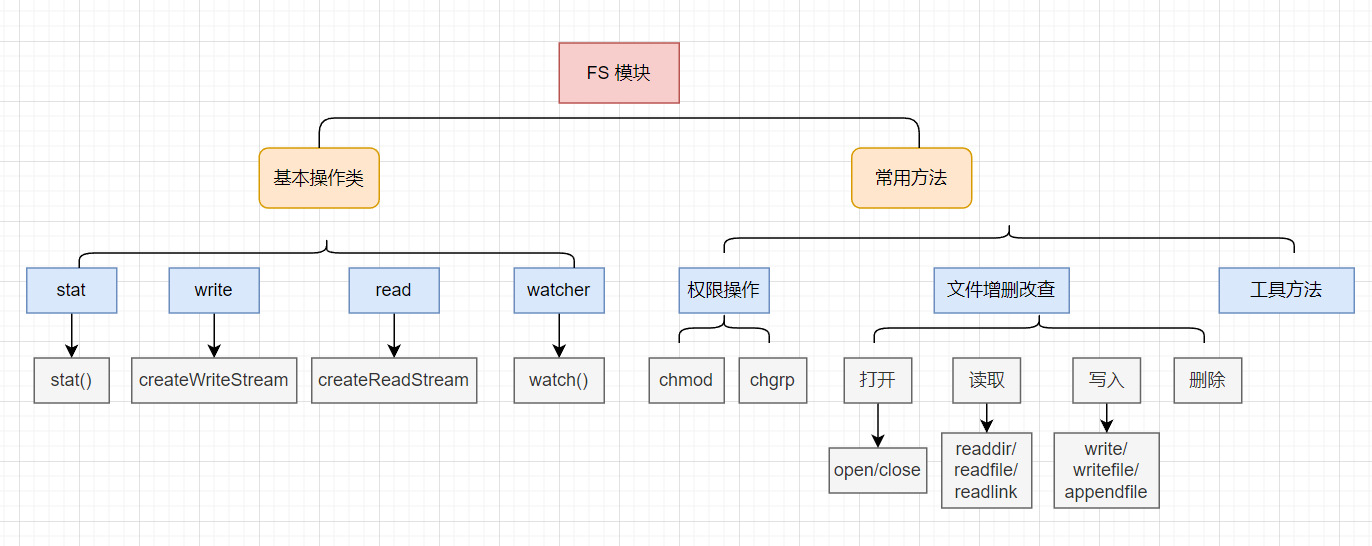 FS 模块
基本操作类
常用方法
stat
write
read
watcher
权限操作
文件增删改查
工具方法
stat()
createWriteStream
createReadStream
watch()
chmod
chgrp
打开
读取
写入
删除
open/close
readdir/
readfile/
readlink
write/
writefile/
appendfile